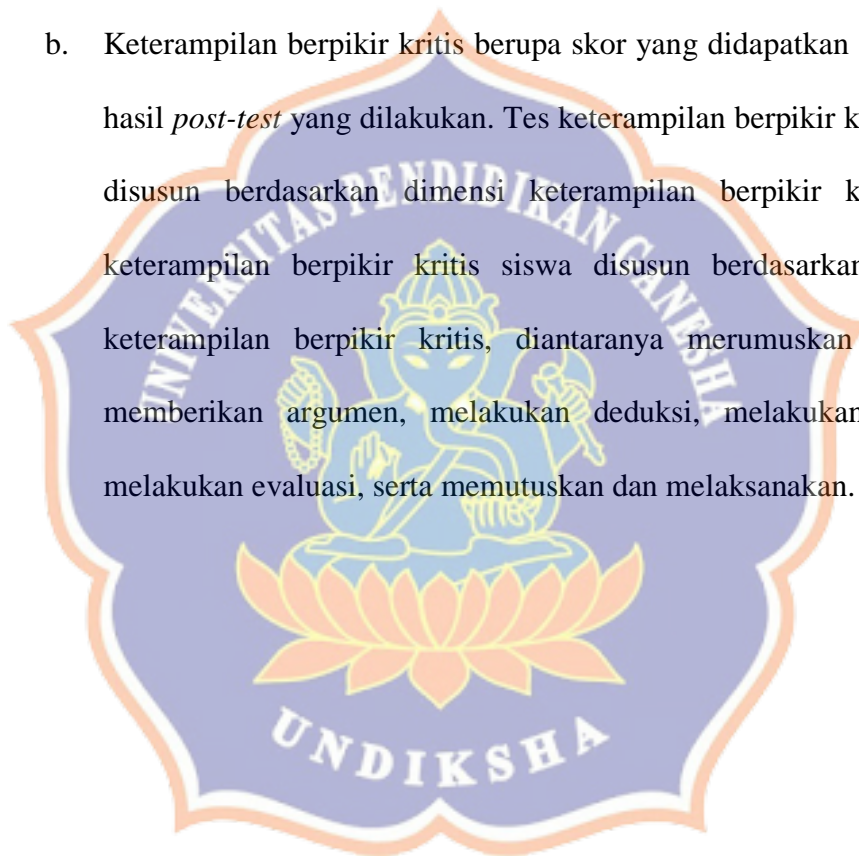 b. Keterampilan berpikir kritis berupa skor yang didapatkan
hasil post-test yang dilakukan. Tes keterampilan berpikir k
disusun berdasarkan dimensi keterampilan berpikir k
keterampilan berpikir kritis siswa disusun berdasarkan
keterampilan berpikir kritis, diantaranya merumuskan
memberikan argumen, melakukan deduksi, melakukan
melakukan evaluasi, serta memutuskan dan melaksanakan.
UNIVERSITAS PENDIDIKAN GANESHA
UNDIKSHA